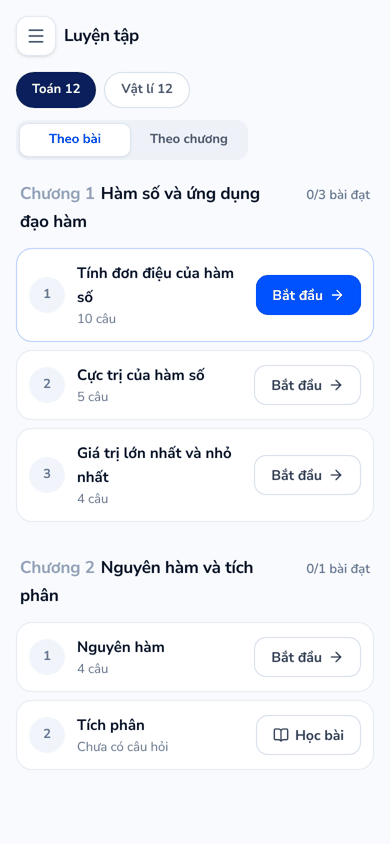 Luyện tập
Toán 12
Vật lí 12
Theo bài
Theo chương
Chương 1 Hàm số và ứng dụng
đạo hàm
0/3 bài đạt
1
Tính đơn điệu của hàm
số
10 câu
Bắt đầu →
2
Cực trị của hàm số
5 câu
Bắt đầu →
3
Giá trị lớn nhất và nhỏ
nhất
4 câu
Bắt đầu →
Chương 2 Nguyên hàm và tích
phân
0/1 bài đạt
1
Nguyên hàm
4 câu
Bắt đầu →
2
Tích phân
Chưa có câu hỏi
Học bài